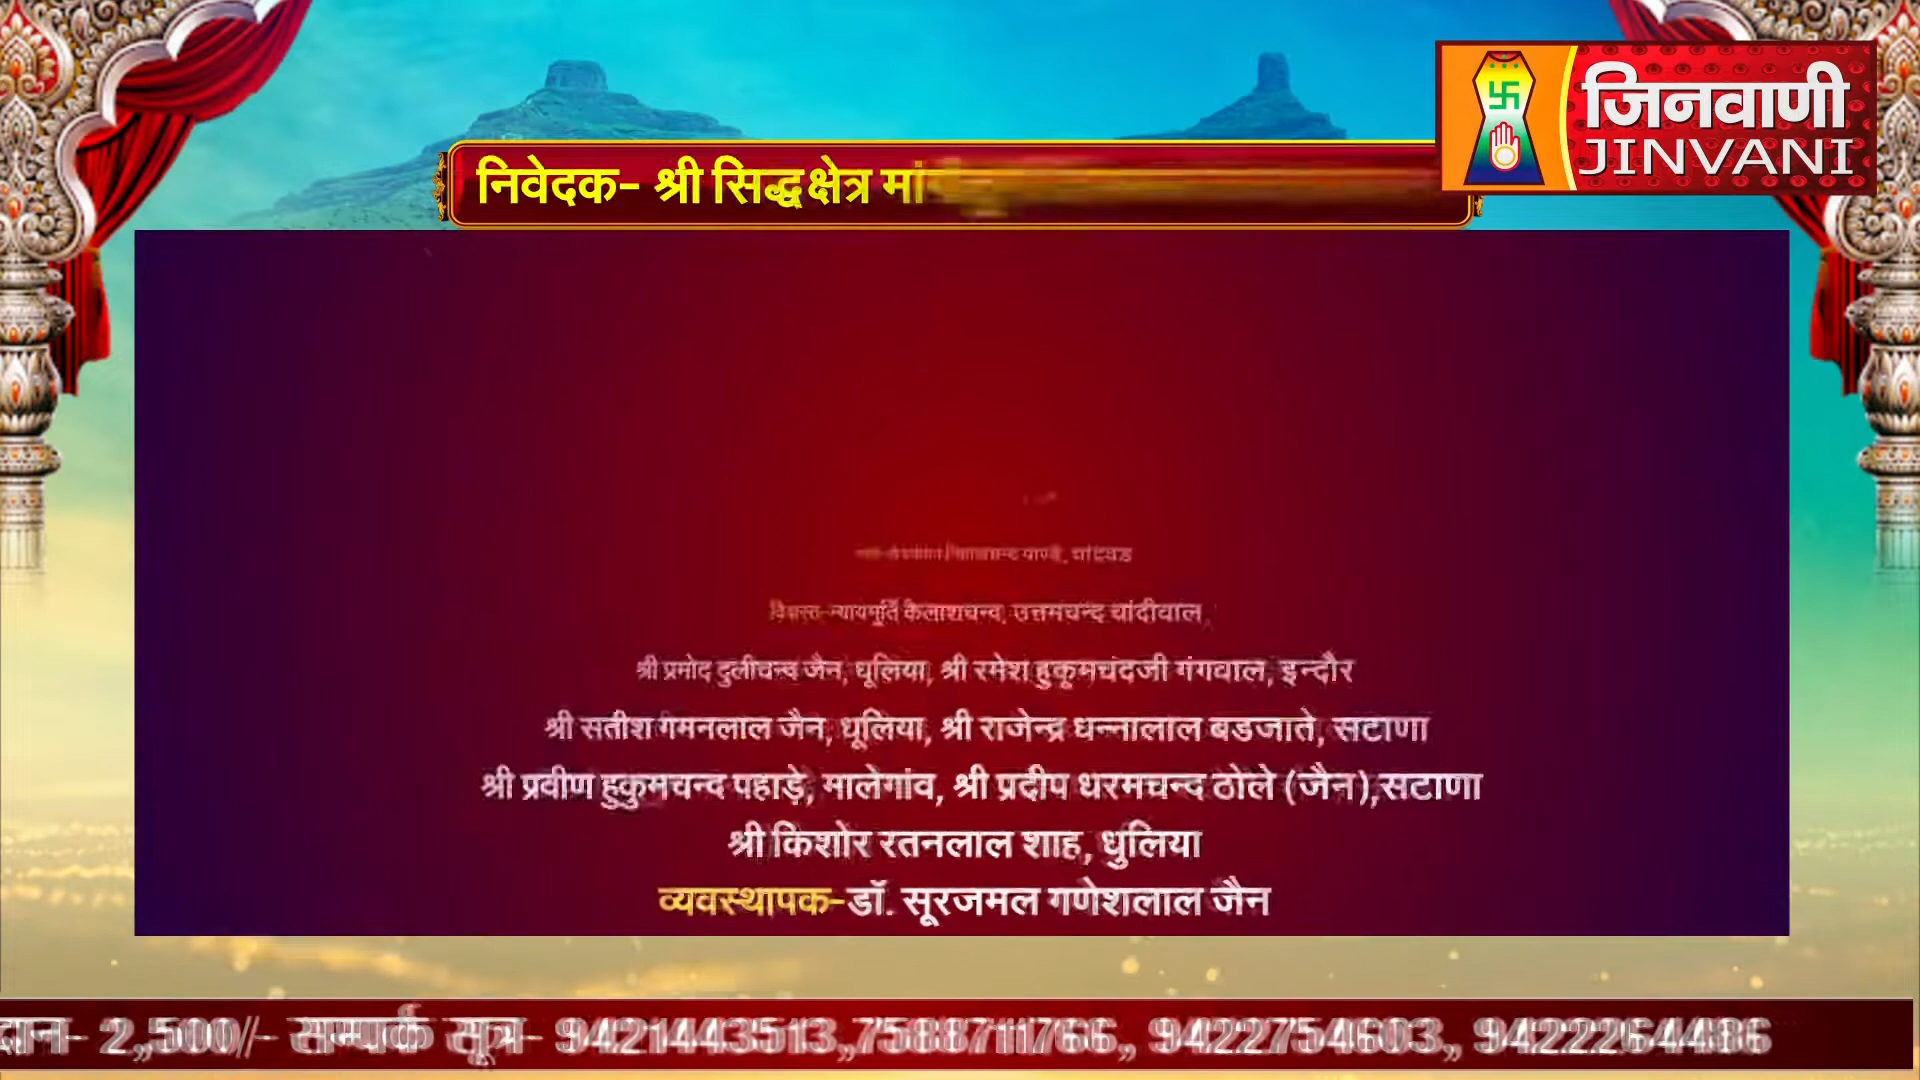 जिनवाणी
JINVANI
निवेदक- श्री सिद्धक्षेत्र
चांदवड
न्यायमूर्ति कैलाशचन्द, उत्तमचन्द चांदीवाल,
श्री प्रमोद दुलीचन्द जैन, धूलिया, श्री रमेश हुकुमचंदजी गंगवाल, इन्दौर
श्री सतीश गेमनलाल जैन, धूलिया, श्री राजेन्द्र धन्नालाल बडजाते, सटाणा
श्री प्रवीण हुकुमचन्द पहाड़े, मालेगांव, श्री प्रदीप धरमचन्द ठोले (जैन),सटाणा
श्री किशोर रतनलाल शाह, धुलिया
व्यवस्थापक-डॉ. सूरजमल गणेशलाल जैन
दान- 2,500/- सम्पर्क सूत्र- 9421443513,7588711766, 9422754603, 9422264486